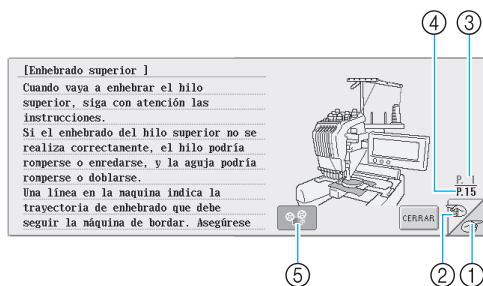 ④ ③
[Enhebrado superior ]
Cuando vaya a enhebrar el hilo
superior, siga con atención las
instrucciones.
Si el enhebrado del hilo superior no se
realiza correctamente, el hilo podría
romperse o enredarse, y la aguja podría
romperse o doblarse.
Una línea en la maquina indica la
trayectoria de enhebrado que debe
seguir la máquina de bordar. Asegúrese
P. 1
P.15
CERRAR
⑤ ② ①